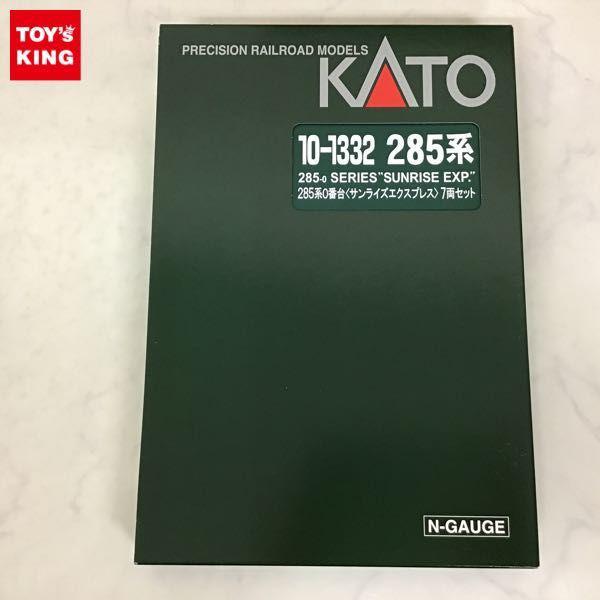 TOY'S
KING
PRECISION RAILROAD MODELS
KATO
10-1332 285系
285-0 SERIES "SUNRISE EXP."
285系0番台〈サンライズエクスプレス〉7両セット
N-GAUGE